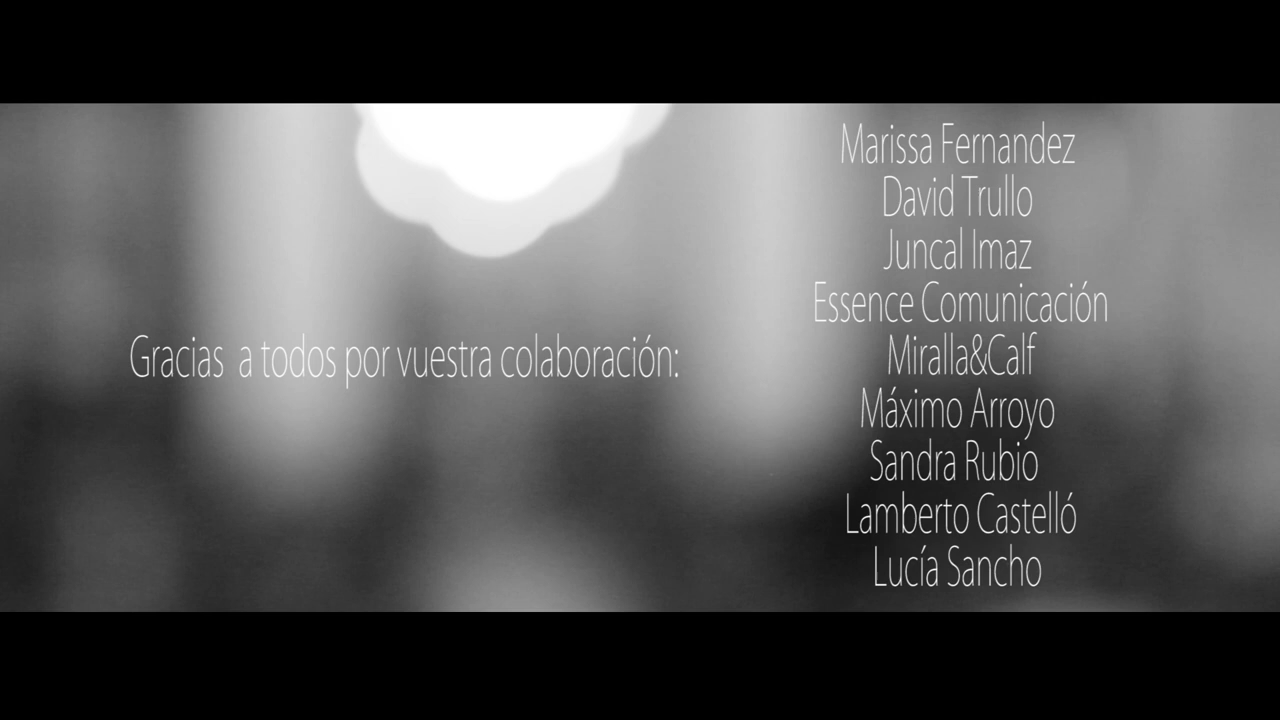 Gracias a todos por vuestra colaboración:
Marissa Fernandez
David Trullo
Juncal Imaz
Essence Comunicación
Miralla&Calf
Máximo Arroyo
Sandra Rubio
Lamberto Castelló
Lucía Sancho